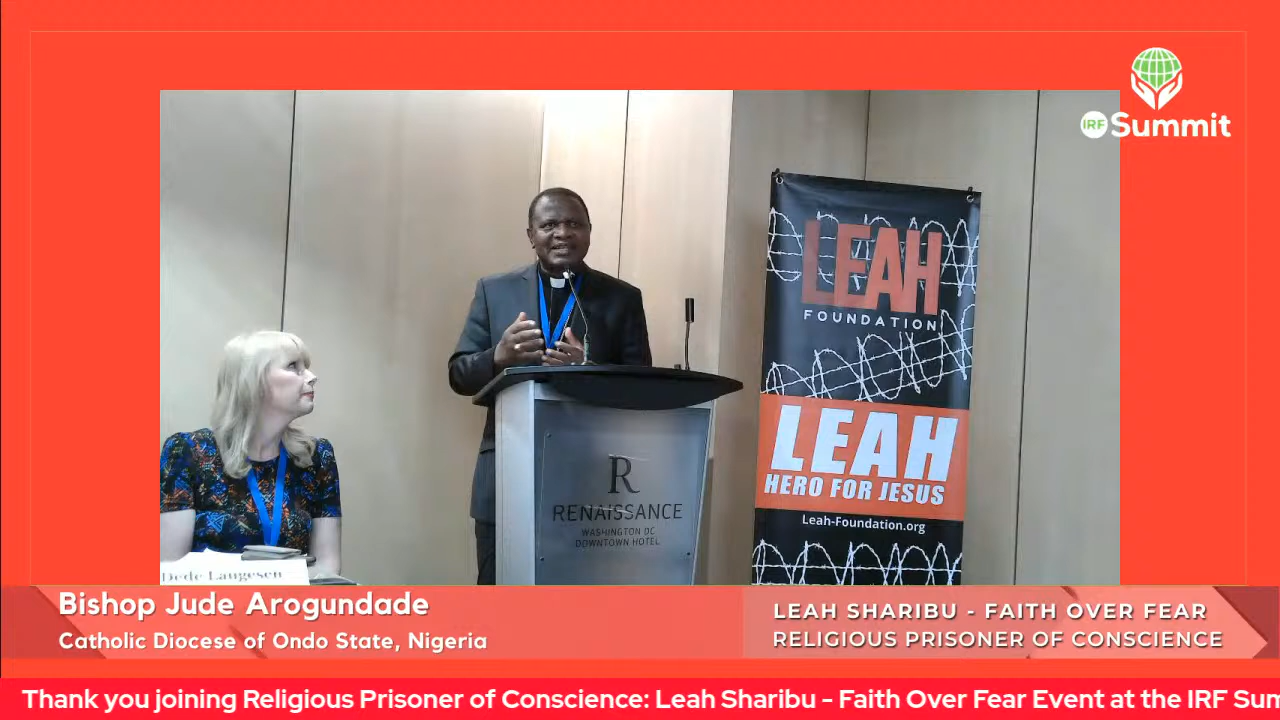 IRF Summit
LEAH
FOUNDATION
LEAH
HERO FOR JESUS
Leah-Foundation.org
R
RENAISSANCE
WASHINGTON DC
DOWNTOWN HOTEL
Dede Laugesen
Bishop Jude Arogundade
Catholic Diocese of Ondo State, Nigeria
LEAH SHARIBU - FAITH OVER FEAR
RELIGIOUS PRISONER OF CONSCIENCE
Thank you joining Religious Prisoner of Conscience: Leah Sharibu - Faith Over Fear Event at the IRF Sum